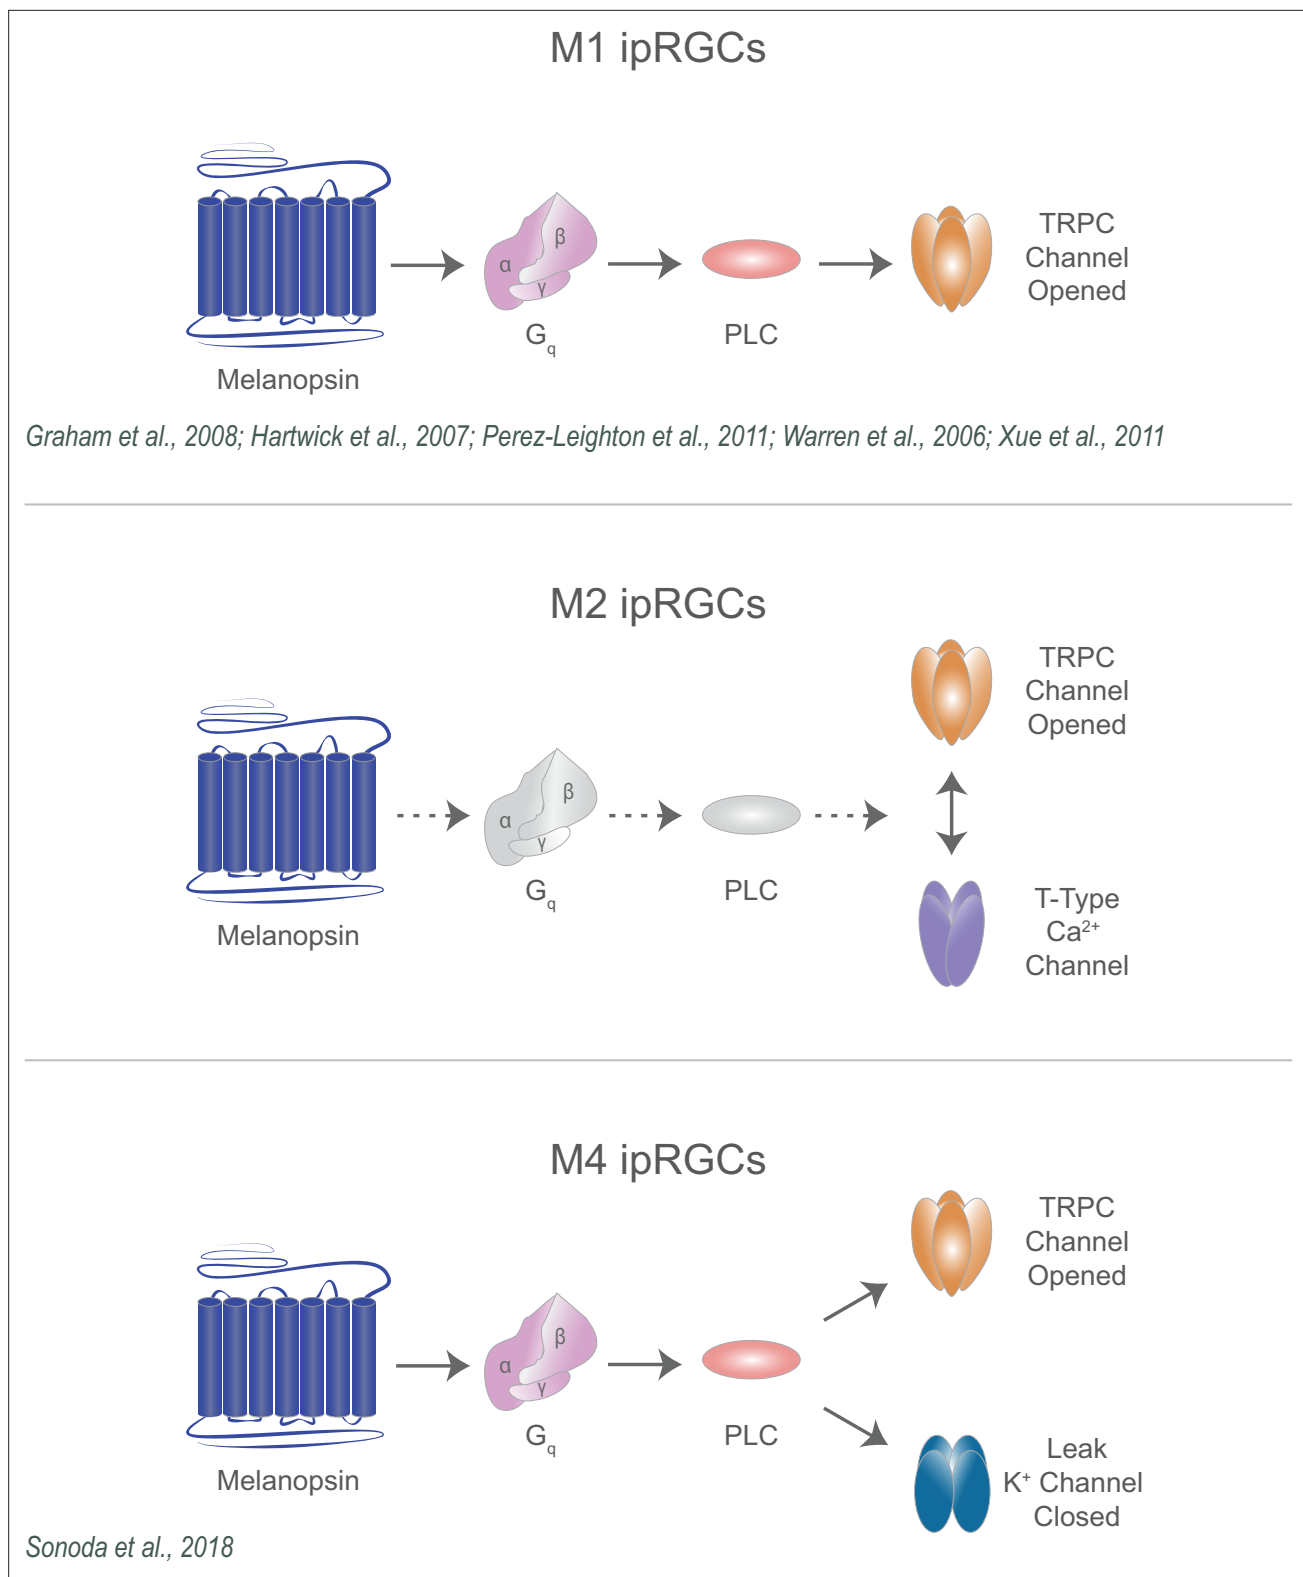 M1 ipRGCs
α
β
γ
Gq
PLC
Melanopsin
TRPC
Channel
Opened
Graham et al., 2008; Hartwick et al., 2007; Perez-Leighton et al., 2011; Warren et al., 2006; Xue et al., 2011
M2 ipRGCs
α
β
γ
Gq
PLC
Melanopsin
TRPC
Channel
Opened
T-Type
Ca²⁺
Channel
M4 ipRGCs
α
β
γ
Gq
PLC
Melanopsin
TRPC
Channel
Opened
Leak
K⁺ Channel
Closed
Sonoda et al., 2018